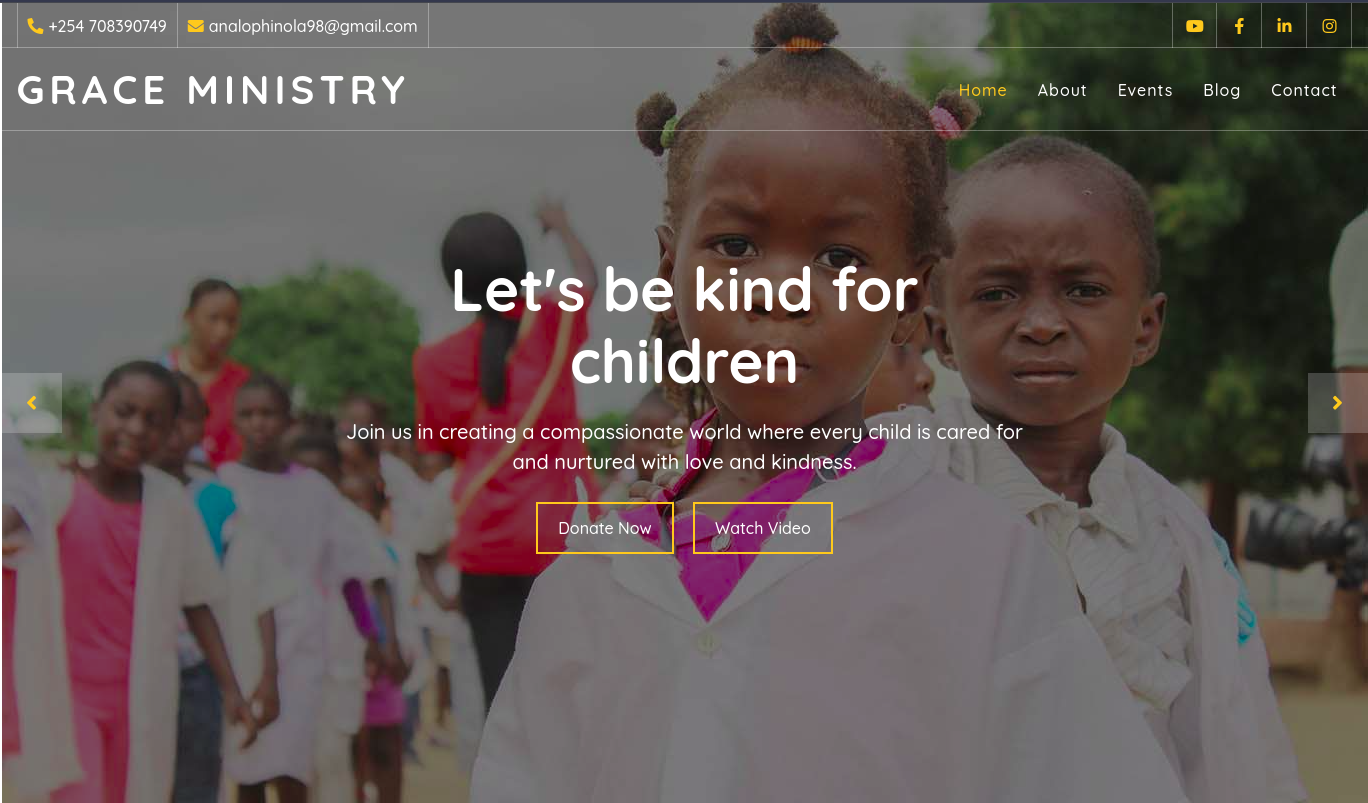 +254 708390749
analophinola98@gmail.com
GRACE MINISTRY
Home
About
Events
Blog
Contact
Let's be kind for
children
Join us in creating a compassionate world where every child is cared for
and nurtured with love and kindness.
Donate Now
Watch Video